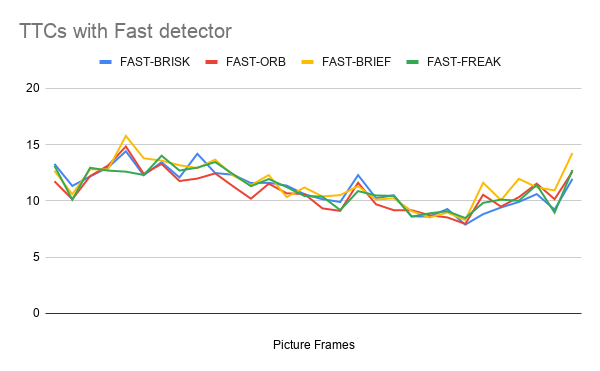 TTCs with Fast detector
FAST-BRISK FAST-ORB FAST-BRIEF FAST-FREAK
20
15
10
5
0
Picture Frames